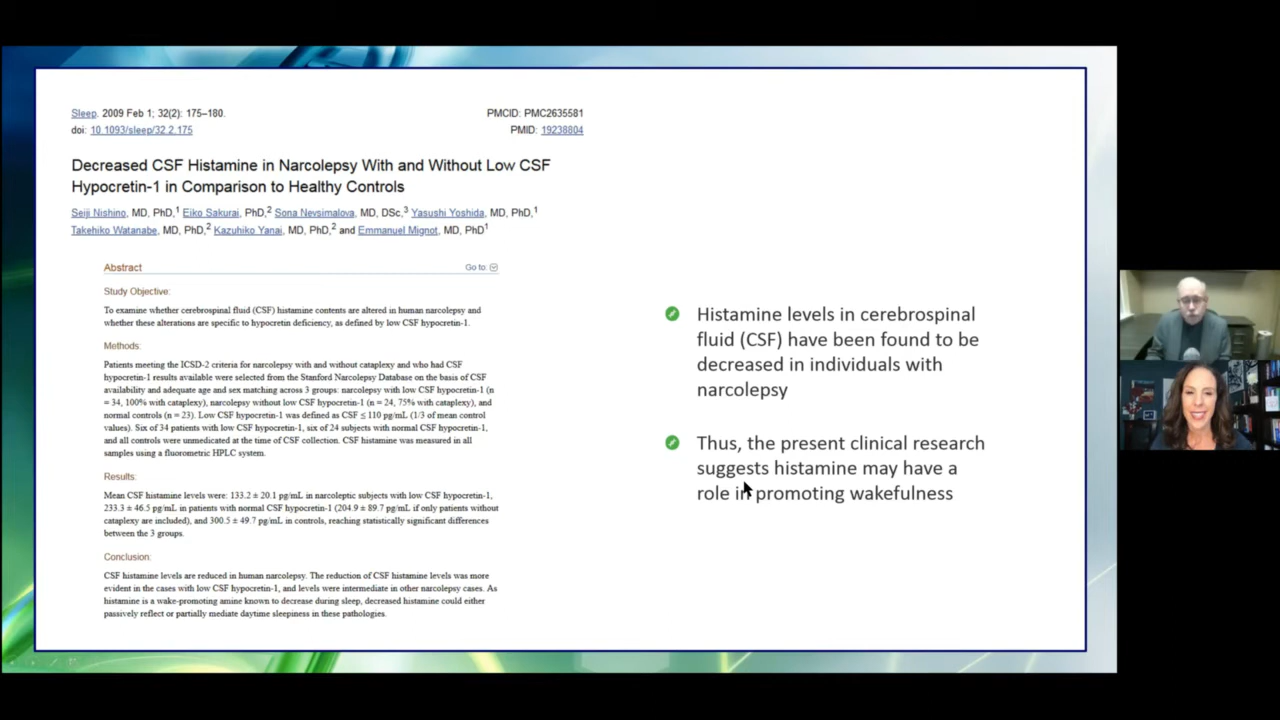 Sleep. 2009 Feb 1; 32(2): 175–180.
PMCID: PMC2635581
doi: 10.1093/sleep/32.2.175
PMID: 19238804
Decreased CSF Histamine in Narcolepsy With and Without Low CSF
Hypocretin-1 in Comparison to Healthy Controls
Seiji Nishino, MD, PhD,1 Eiko Sakurai, PhD,2 Sona Nevsimalova, MD, DSc,3 Yasushi Yoshida, MD, PhD,1
Takehiko Watanabe, MD, PhD,2 Kazuhiko Yanai, MD, PhD,2 and Emmanuel Mignot, MD, PhD1
Abstract
Go to:
Study Objective:
To examine whether cerebrospinal fluid (CSF) histamine contents are altered in human narcolepsy and
whether these alterations are specific to hypocretin deficiency, as defined by low CSF hypocretin-1.
Methods:
Patients meeting the ICSD-2 criteria for narcolepsy with and without cataplexy and who had CSF
hypocretin-1 results available were selected from the Stanford Narcolepsy Database on the basis of CSF
availability and adequate age and sex matching across 3 groups: narcolepsy with low CSF hypocretin-1 (n
= 34, 100% with cataplexy), narcolepsy without low CSF hypocretin-1 (n = 24, 75% with cataplexy), and
normal controls (n = 23). Low CSF hypocretin-1 was defined as CSF ≤ 110 pg/mL (1/3 of mean control
values). Six of 34 patients with low CSF hypocretin-1, six of 24 subjects with normal CSF hypocretin-1,
and all controls were unmedicated at the time of CSF collection. CSF histamine was measured in all
samples using a fluorometric HPLC system.
Results:
Mean CSF histamine levels were: 133.2 ± 20.1 pg/mL in narcoleptic subjects with low CSF hypocretin-1,
233.3 ± 46.5 pg/mL in patients with normal CSF hypocretin-1 (204.9 ± 89.7 pg/mL if only patients without
cataplexy are included), and 300.5 ± 49.7 pg/mL in controls, reaching statistically significant differences
between the 3 groups.
Conclusion:
CSF histamine levels are reduced in human narcolepsy. The reduction of CSF histamine levels was more
evident in the cases with low CSF hypocretin-1, and levels were intermediate in other narcolepsy cases. As
histamine is a wake-promoting amine known to decrease during sleep, decreased histamine could either
passively reflect or partially mediate daytime sleepiness in these pathologies.
Histamine levels in cerebrospinal
fluid (CSF) have been found to be
decreased in individuals with
narcolepsy
Thus, the present clinical research
suggests histamine may have a
role in promoting wakefulness